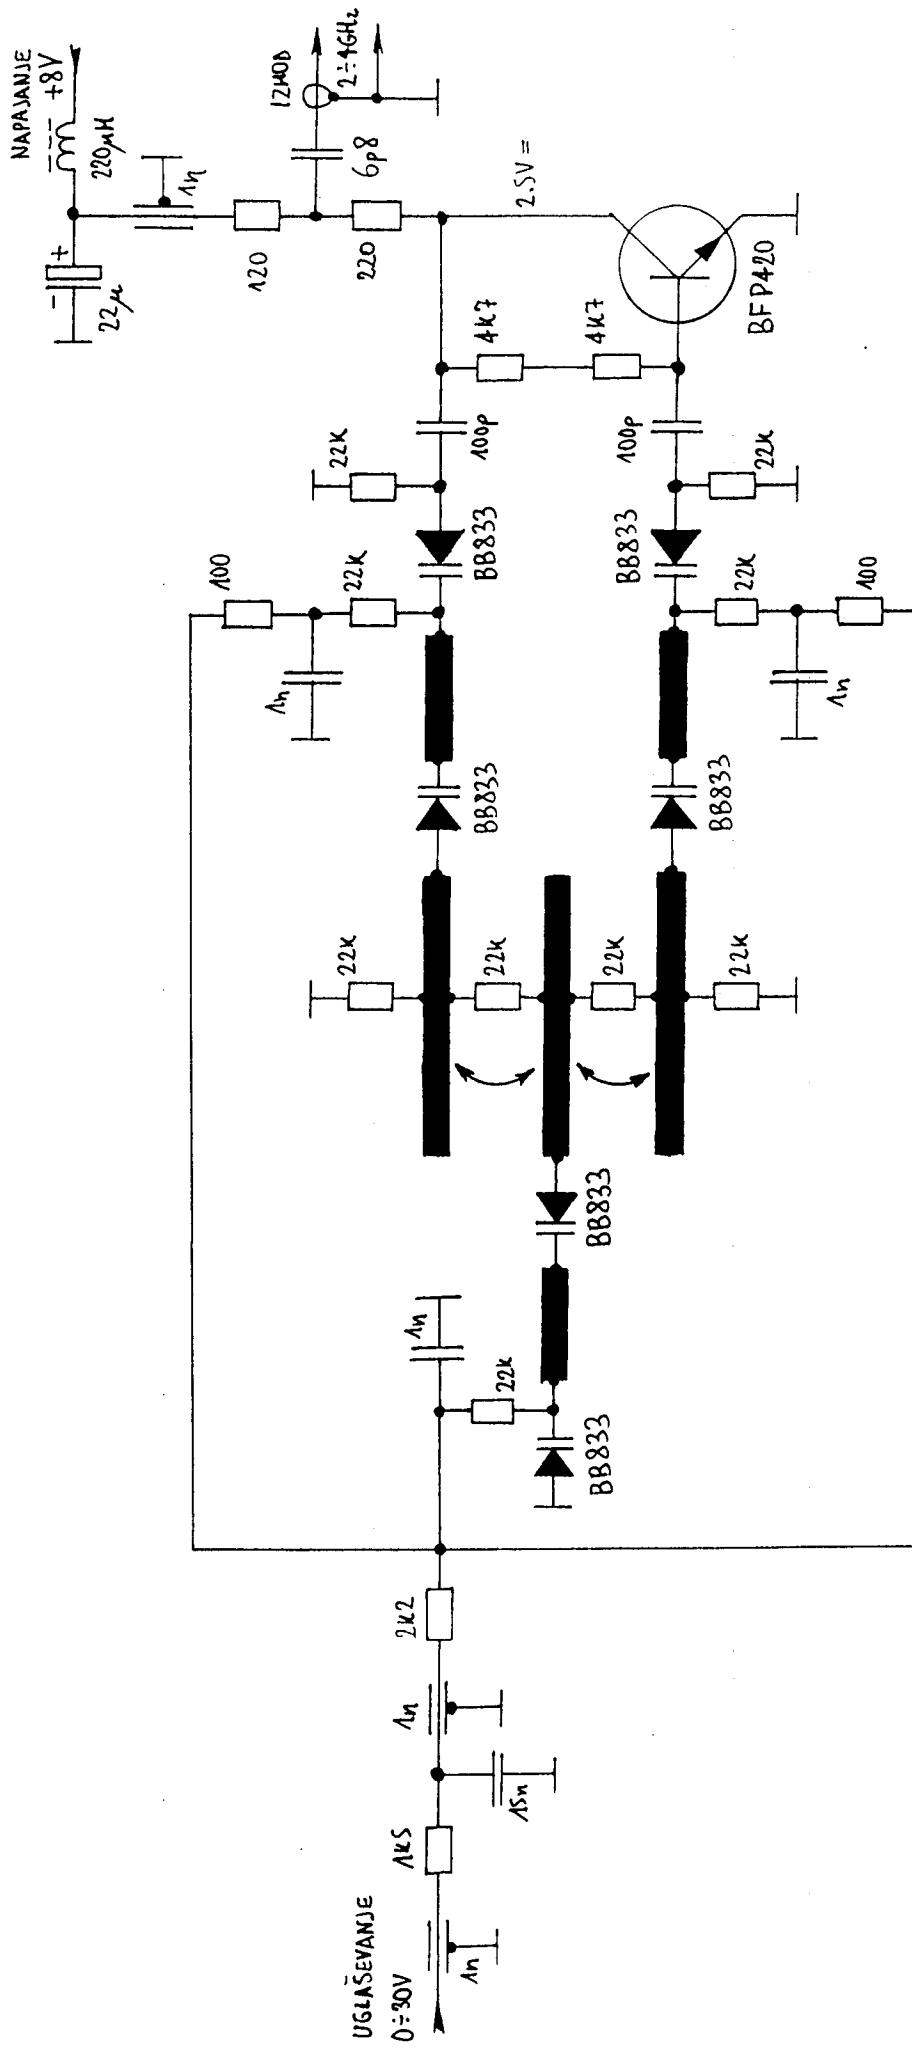 NAPAJANJE
+8V
220µH
+
−
22µ
1n
120
IZHOD
2÷4GHz
6p8
220
2.5V =
4k7
4k7
BFP420
100p
100p
22k
22k
BB833
BB833
100
22k
22k
100
1n
1n
BB833
BB833
22k
22k
22k
22k
BB833
1n
22k
BB833
2k2
1n
15n
1k5
UGLAŠEVANJE
0÷30V
1n